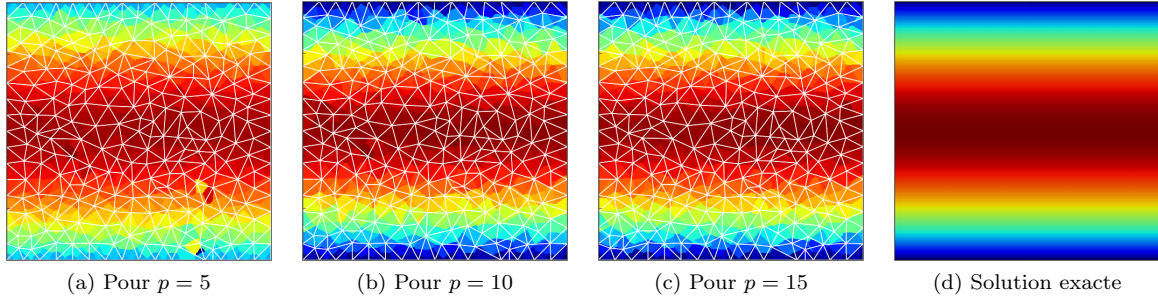 (a) Pour p = 5
(b) Pour p = 10
(c) Pour p = 15
(d) Solution exacte